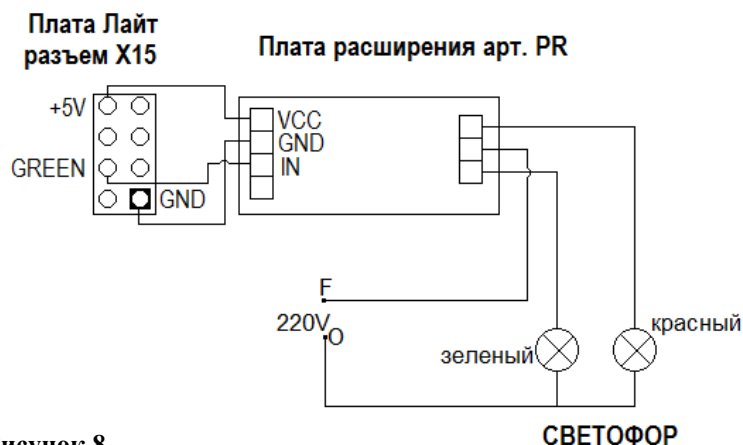 Плата Лайт
разъем X15
Плата расширения арт. PR
+5V
VCC
GND
IN
GREEN
GND
F
220V
O
красный
зеленый
СВЕТОФОР
исунок 8